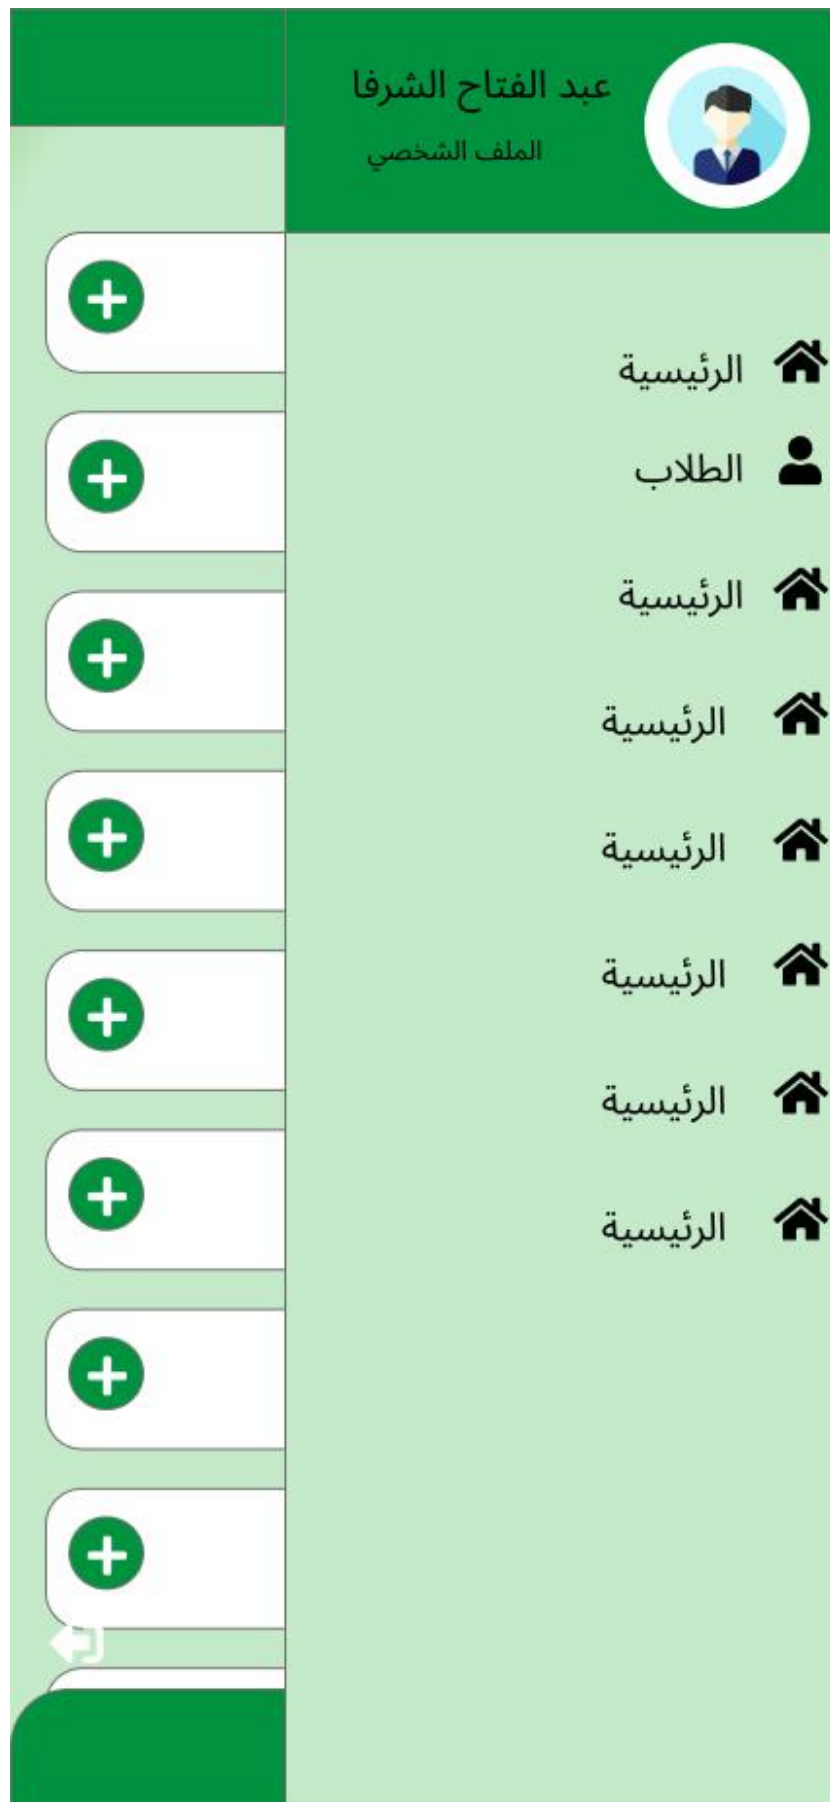 عبد الفتاح الشرفا
الملف الشخصي
الرئيسية
الطلاب
الرئيسية
الرئيسية
الرئيسية
الرئيسية
الرئيسية
الرئيسية